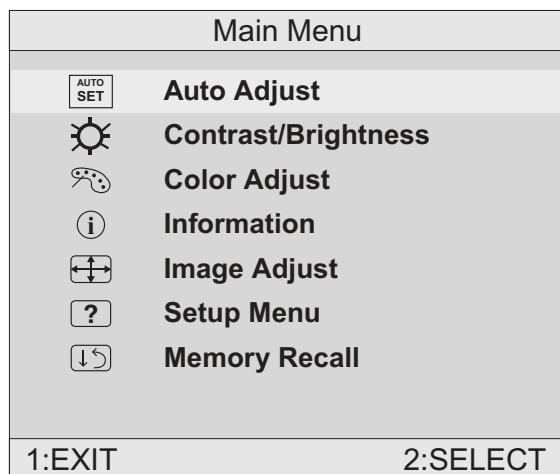 Main Menu
AUTO
SET
Auto Adjust
Contrast/Brightness
Color Adjust
i
Information
Image Adjust
?
Setup Menu
Memory Recall
1:EXIT
2:SELECT